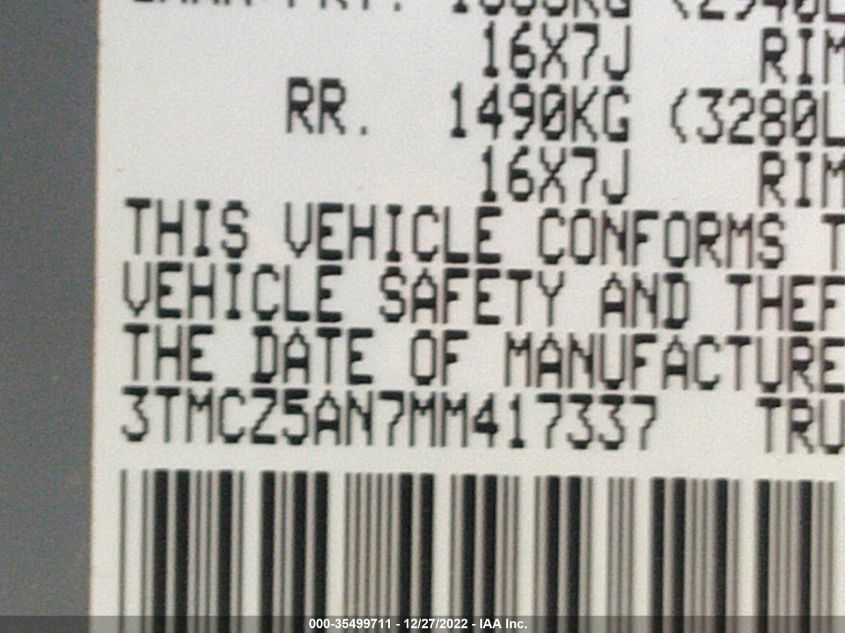 16X7J RIM
RR. 1490KG (3280L
16X7J RIM
THIS VEHICLE CONFORMS T
VEHICLE SAFETY AND THEF
THE DATE OF MANUFACTURE
3TMCZ5AN7MM417337 TRU
000-35499711 - 12/27/2022 - IAA Inc.